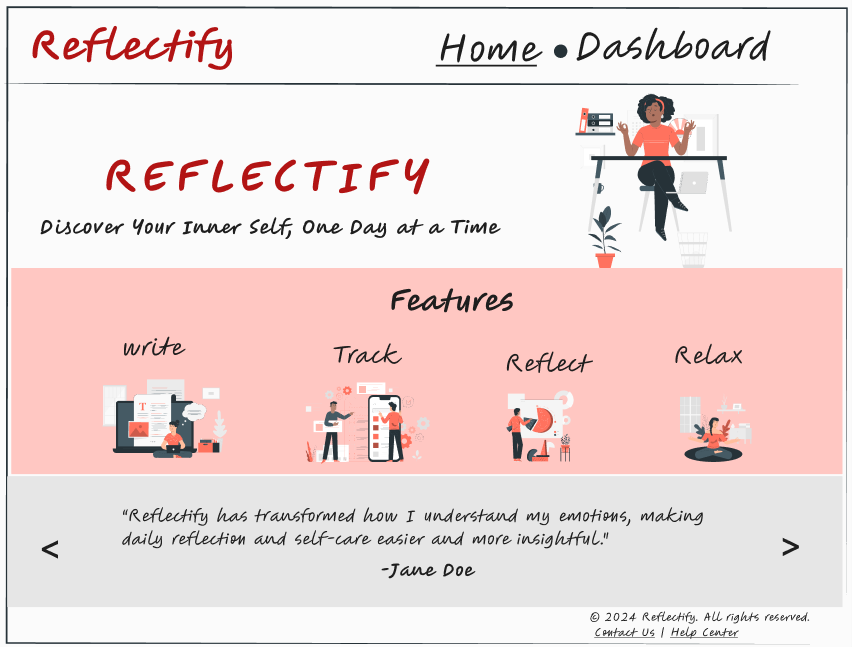 Reflectify
Home ● Dashboard
REFLECTIFY
Discover Your Inner Self, One Day at a Time
Features
write
Track
Reflect
Relax
T
"Reflectify has transformed how I understand my emotions, making
daily reflection and self-care easier and more insightful."
< >
-Jane Doe
© 2024 Reflectify. All rights reserved.
Contact Us | Help Center